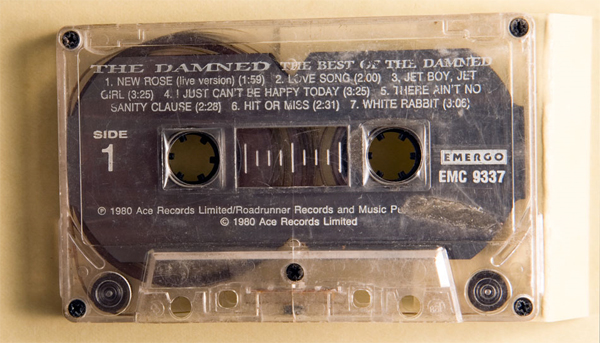 THE DAMNED THE BEST OF THE DAMNED
1. NEW ROSE (live version) (1:59) 2. LOVE SONG (2.00) 3. JET BOY, JET
GIRL (3:25) 4. I JUST CAN'T BE HAPPY TODAY (3:25) 5. THERE AIN'T NO
SANITY CLAUSE (2:28) 6. HIT OR MISS (2:31) 7. WHITE RABBIT (3:05)
SIDE
1
EMERGO
EMC 9337
℗ 1980 Ace Records Limited/Roadrunner Records and Music
© 1980 Ace Records Limited